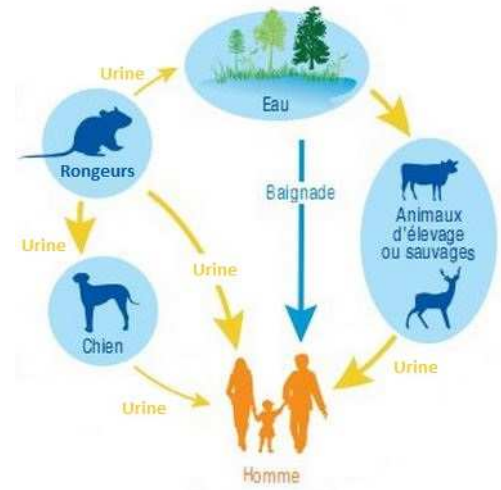 Urine
Eau
Rongeurs
Baignade
Animaux
d'élevage
ou sauvages
Urine
Urine
Chien
Urine
Urine
Homme